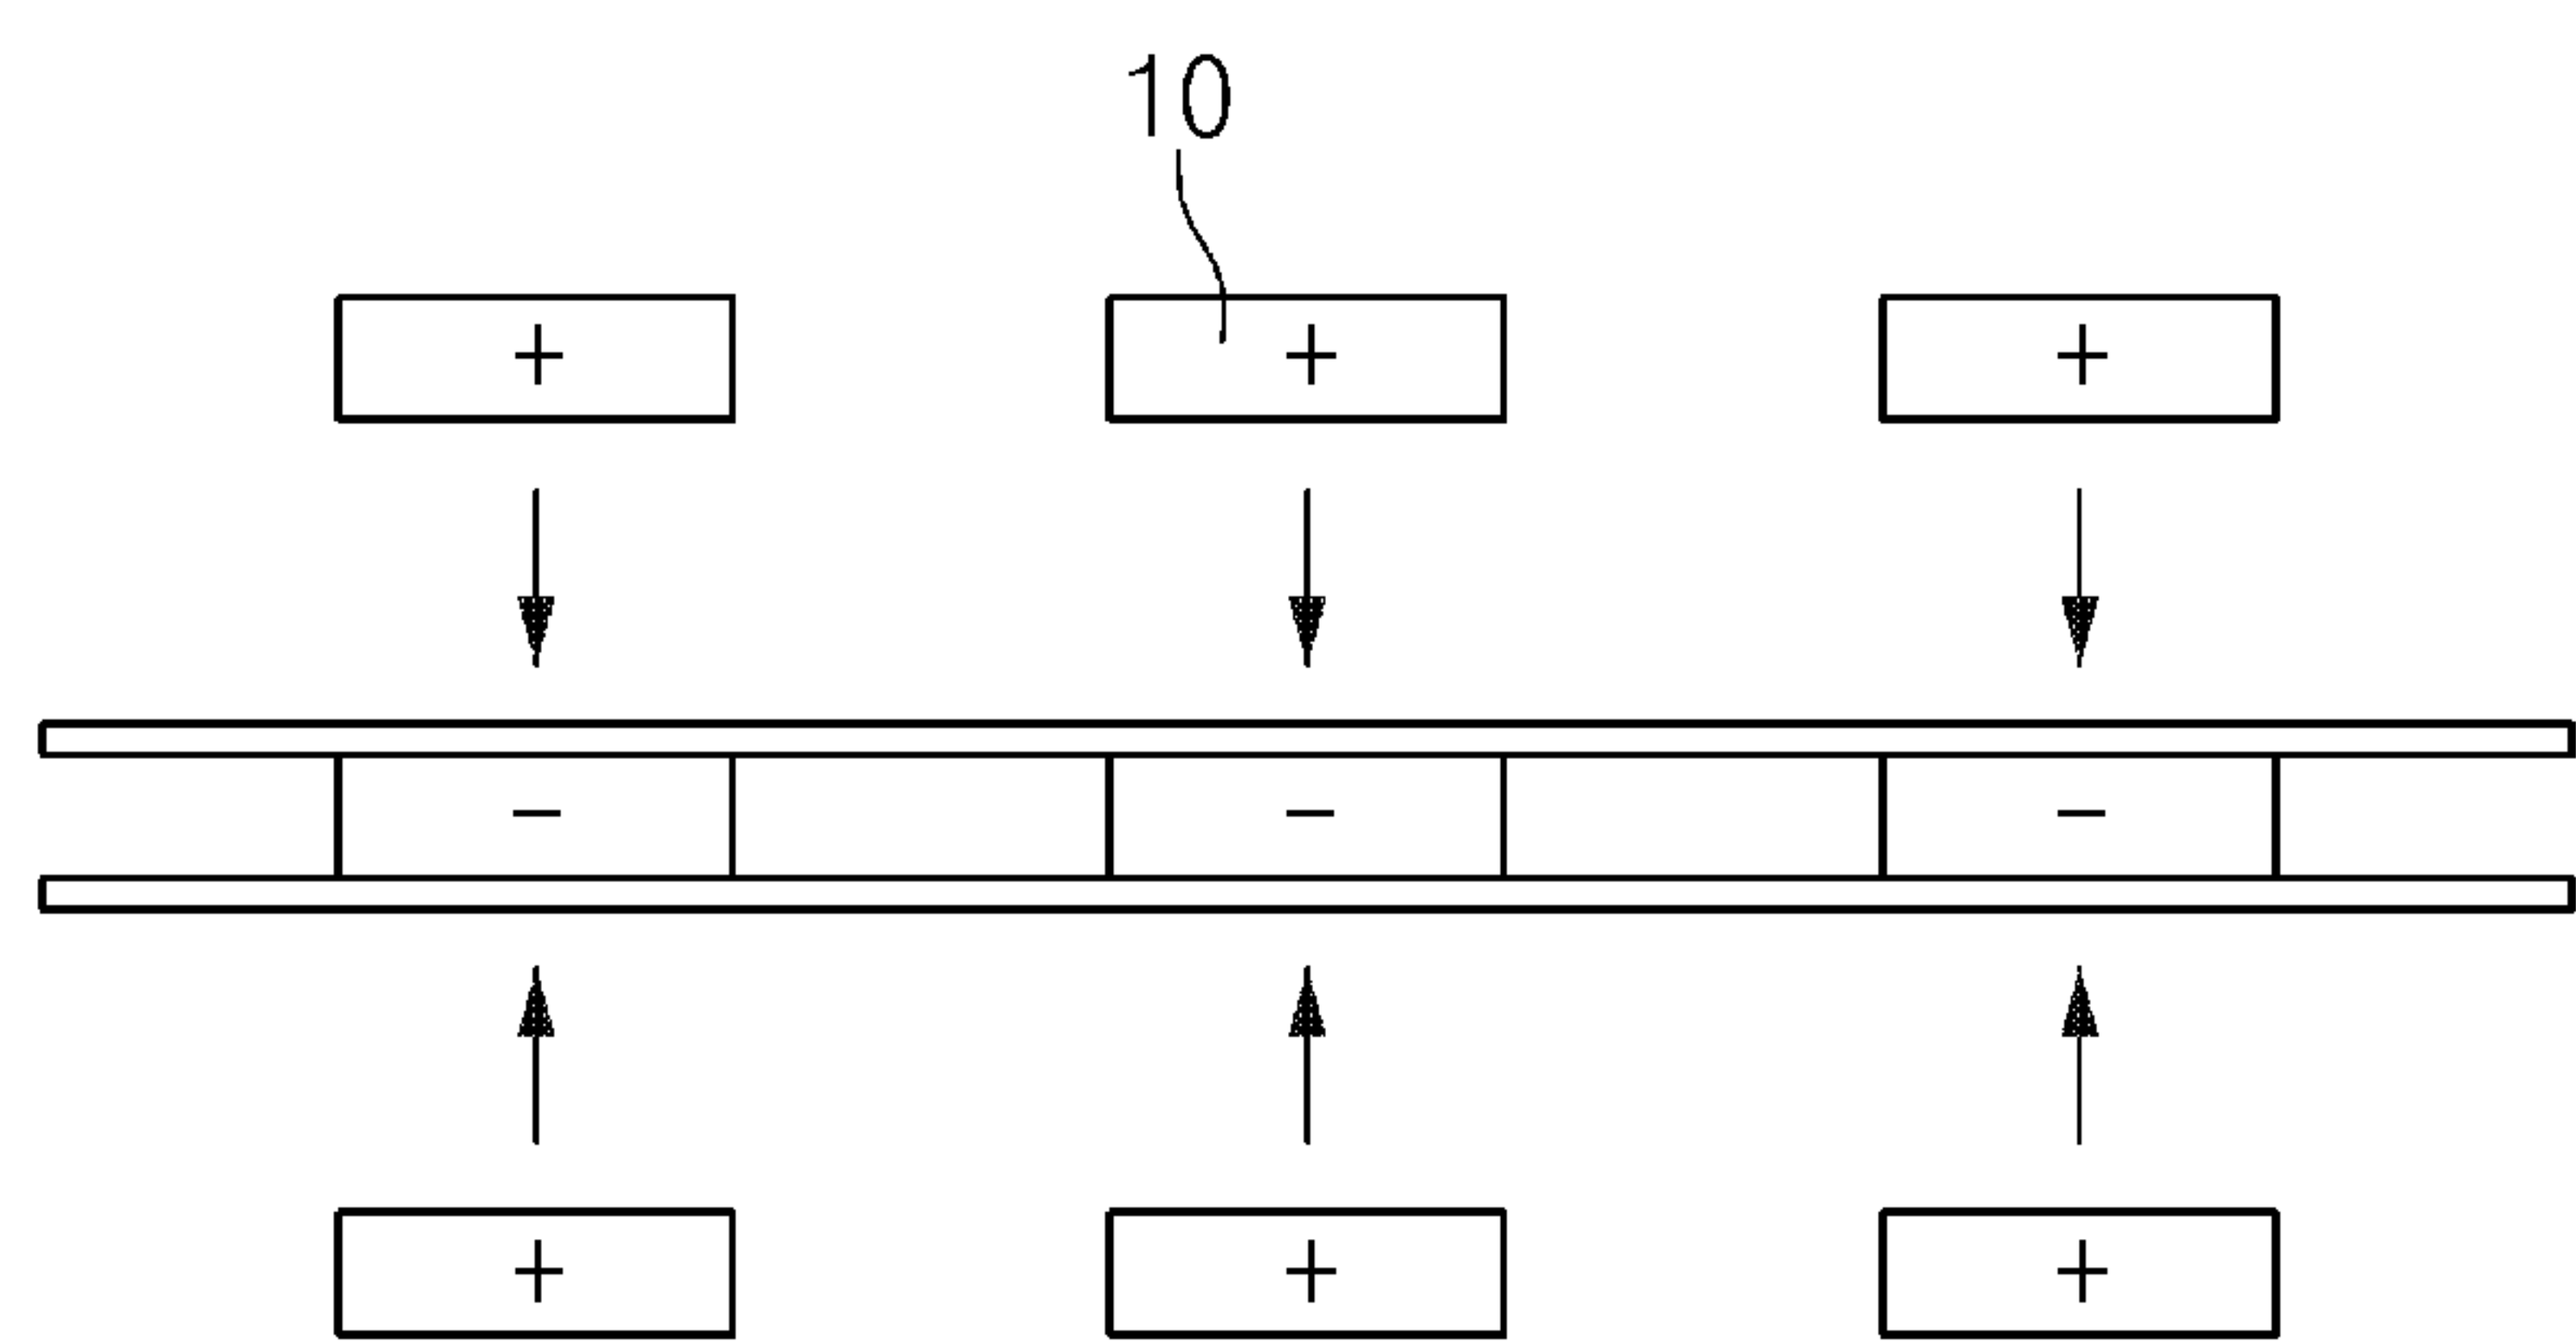 10
+ + +
− − −
+ + +